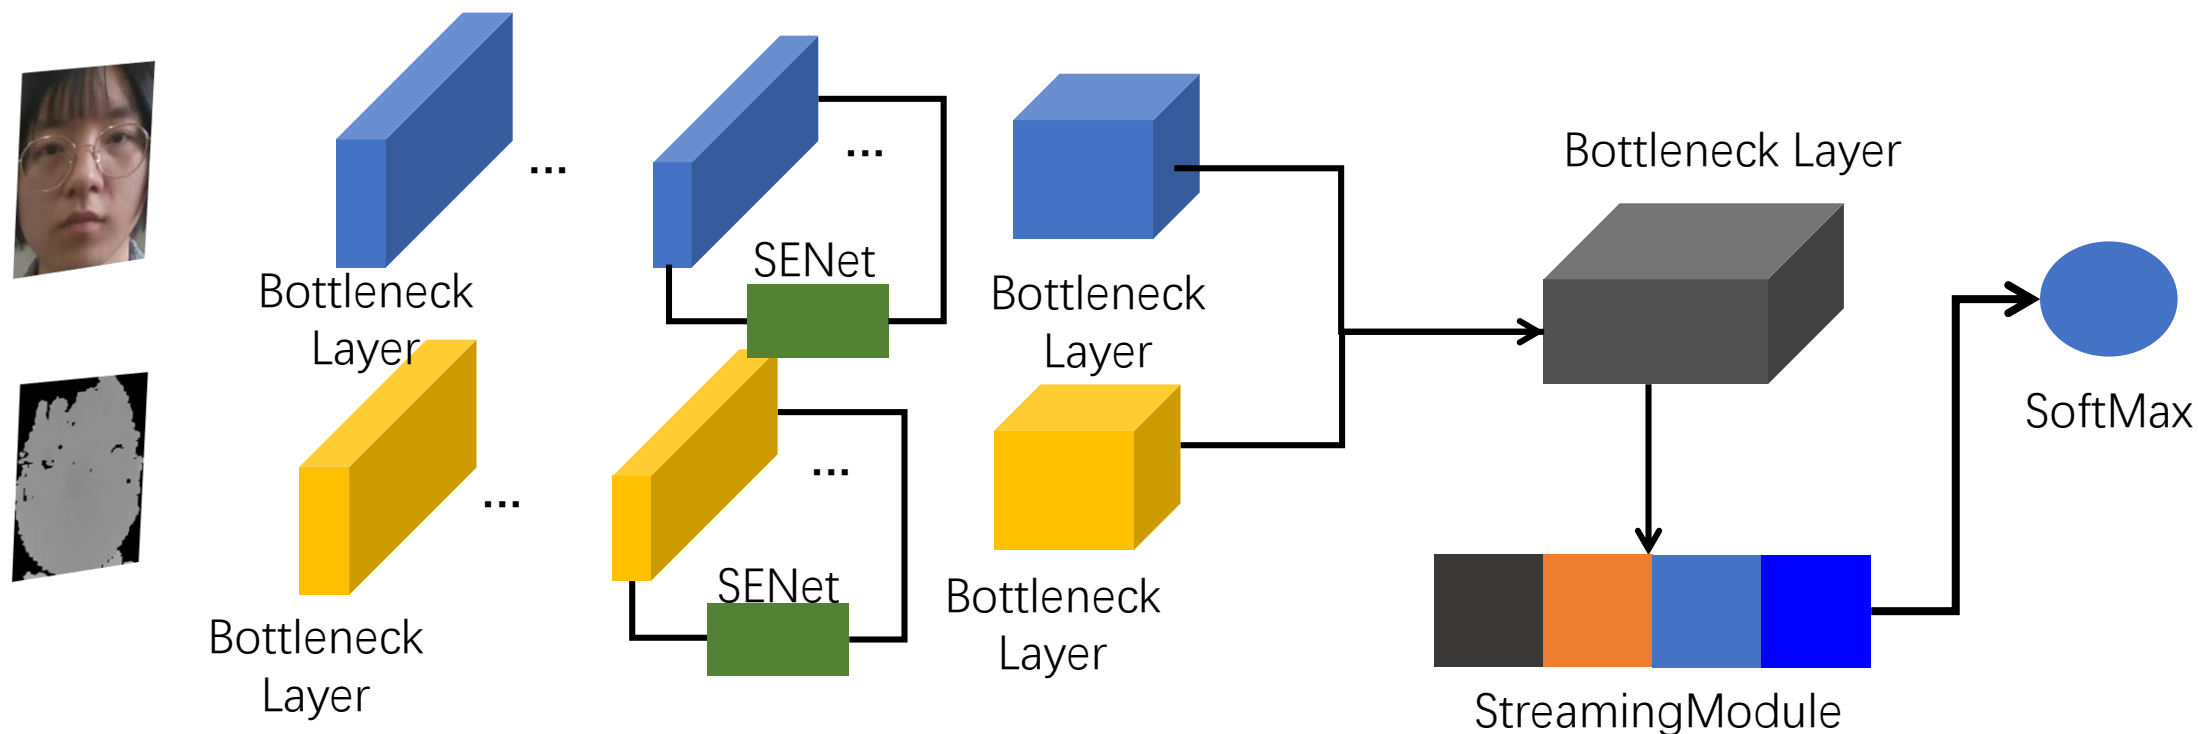 Bottleneck
Layer
SENet
Bottleneck
Layer
Bottleneck Layer
SoftMax
Bottleneck
Layer
SENet
Bottleneck
Layer
StreamingModule